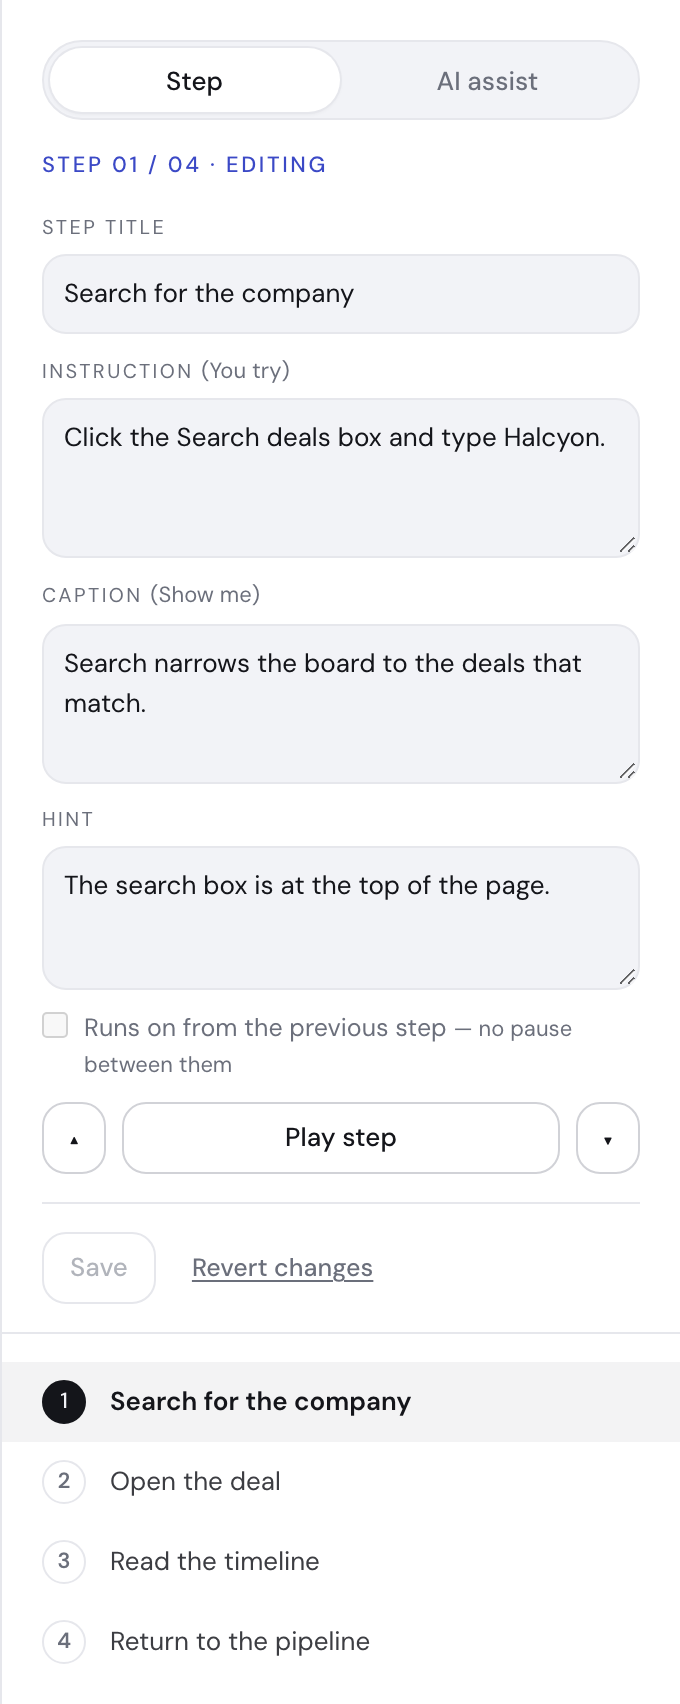 Step
AI assist
STEP 01 / 04 · EDITING
STEP TITLE
Search for the company
INSTRUCTION (You try)
Click the Search deals box and type Halcyon.
CAPTION (Show me)
Search narrows the board to the deals that
match.
HINT
The search box is at the top of the page.
Runs on from the previous step — no pause
between them
▲
Play step
▼
Save
Revert changes
1 Search for the company
2 Open the deal
3 Read the timeline
4 Return to the pipeline